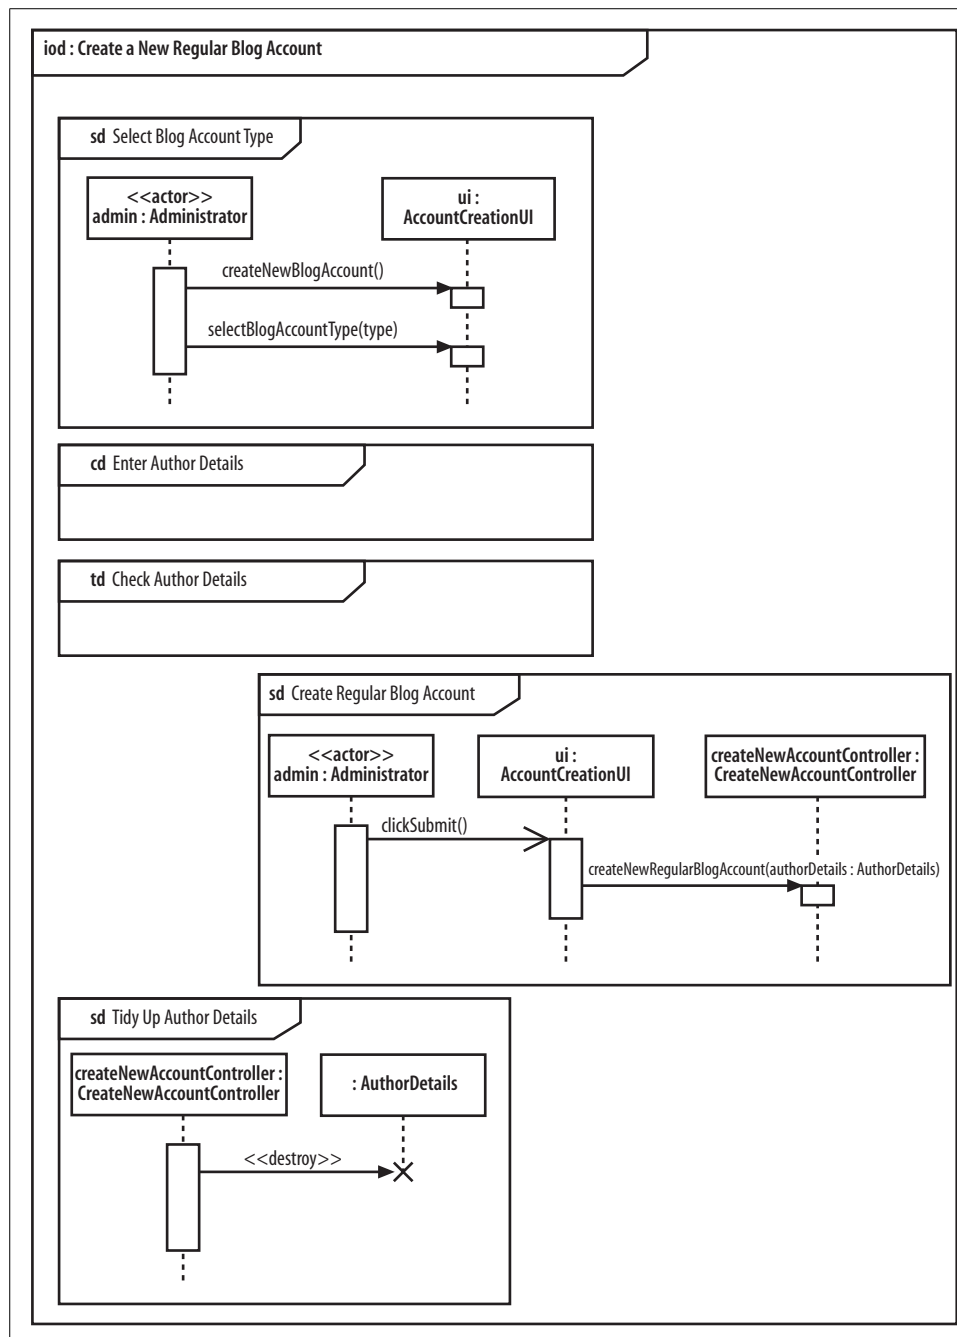 iod : Create a New Regular Blog Account
sd Select Blog Account Type
<<actor>>
admin : Administrator
ui :
AccountCreationUI
createNewBlogAccount()
selectBlogAccountType(type)
cd Enter Author Details
td Check Author Details
sd Create Regular Blog Account
<<actor>>
admin : Administrator
ui :
AccountCreationUI
createNewAccountController :
CreateNewAccountController
clickSubmit()
createNewRegularBlogAccount(authorDetails : AuthorDetails)
sd Tidy Up Author Details
createNewAccountController :
CreateNewAccountController
: AuthorDetails
<<destroy>>